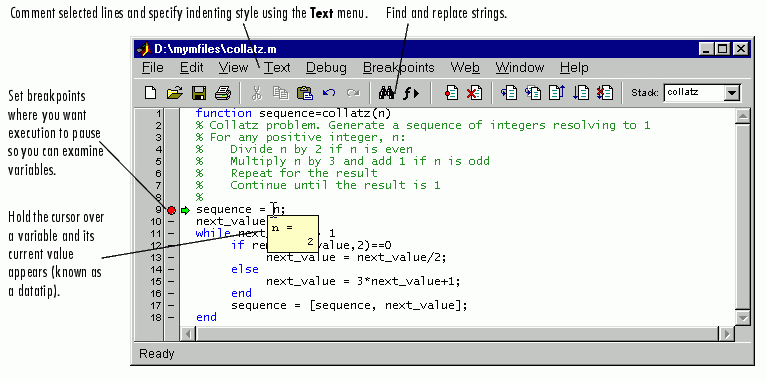 Comment selected lines and specify indenting style using the Text menu.
Find and replace strings.
D:\mymfiles\collatz.m
File Edit View Text Debug Breakpoints Web Window Help
Stack: collatz
Set breakpoints
where you want
execution to pause
so you can examine
variables.
Hold the cursor over
a variable and its
current value
appears (known as
a datatip).
1 function sequence=collatz(n)
2 % Collatz problem. Generate a sequence of integers resolving to 1
3 % For any positive integer, n:
4 % Divide n by 2 if n is even
5 % Multiply n by 3 and add 1 if n is odd
6 % Repeat for the result
7 % Continue until the result is 1
8 %
9 sequence = n;
10 – next_value
11 – while 1
12 – if ,2)==0
13 – next_value = next_value/2;
14 – else
15 – next_value = 3*next_value+1;
16 – end
17 – sequence = [sequence, next_value];
18 – end
n =
2
Ready